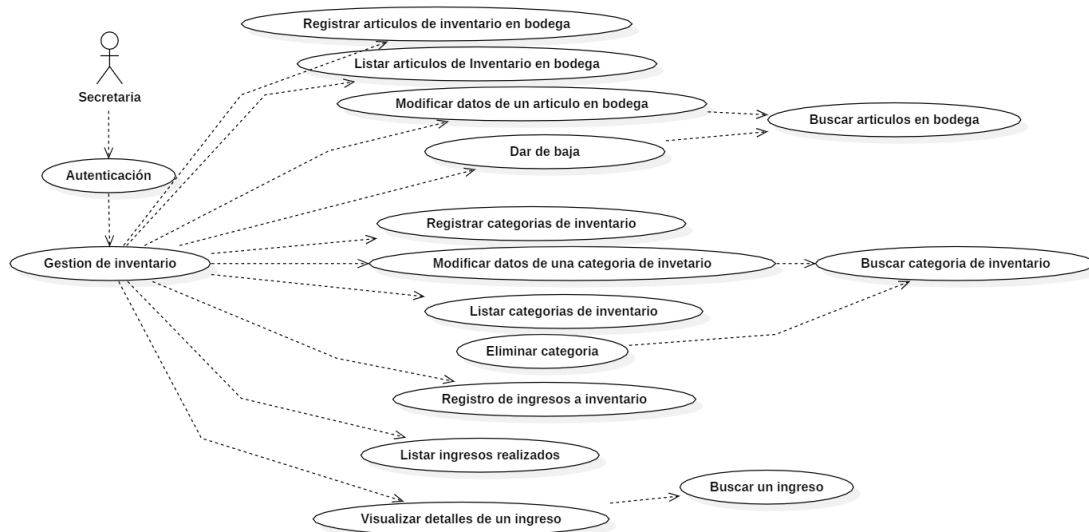 Registrar articulos de inventario en bodega
Listar articulos de Inventario en bodega
Secretaria
Modificar datos de un articulo en bodega
Buscar articulos en bodega
Dar de baja
Autenticación
Registrar categorias de inventario
Gestion de inventario
Modificar datos de una categoria de invetario
Buscar categoria de inventario
Listar categorias de inventario
Eliminar categoria
Registro de ingresos a inventario
Listar ingresos realizados
Buscar un ingreso
Visualizar detalles de un ingreso